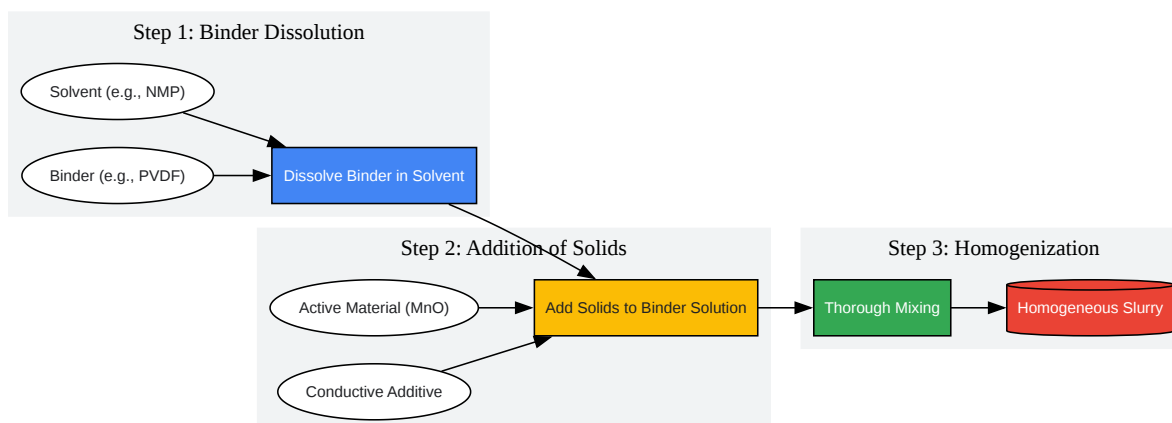 Step 1: Binder Dissolution
Solvent (e.g., NMP)
Binder (e.g., PVDF)
Dissolve Binder in Solvent
Step 2: Addition of Solids
Active Material (MnO)
Add Solids to Binder Solution
Conductive Additive
Step 3: Homogenization
Thorough Mixing
Homogeneous Slurry